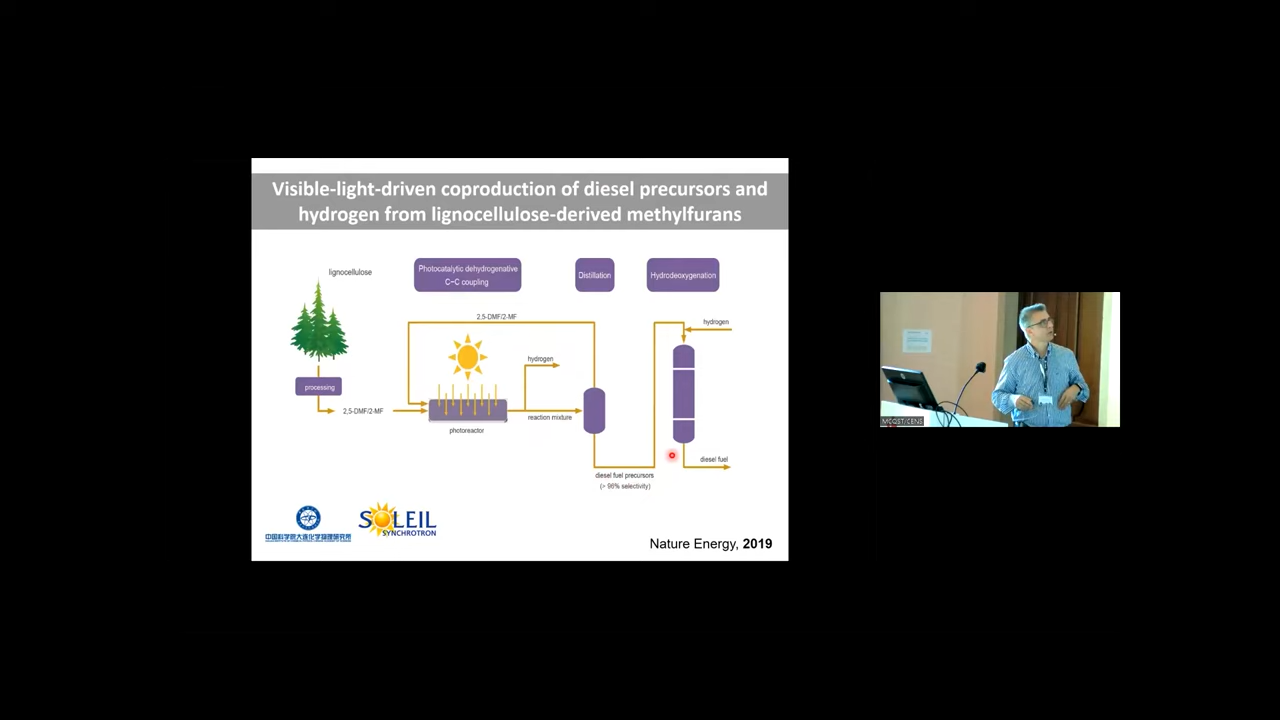 Visible-light-driven coproduction of diesel precursors and
hydrogen from lignocellulose-derived methylfurans
lignocellulose
Photocatalytic dehydrogenative
C–C coupling
Distillation
Hydrodeoxygenation
2,5-DMF/2-MF
hydrogen
hydrogen
processing
2,5-DMF/2-MF
reaction mixture
photoreactor
diesel fuel
diesel fuel precursors
(> 96% selectivity)
SOLEIL
SYNCHROTRON
中国科学院大连化学物理研究所
Nature Energy, 2019
MCQST/CENS